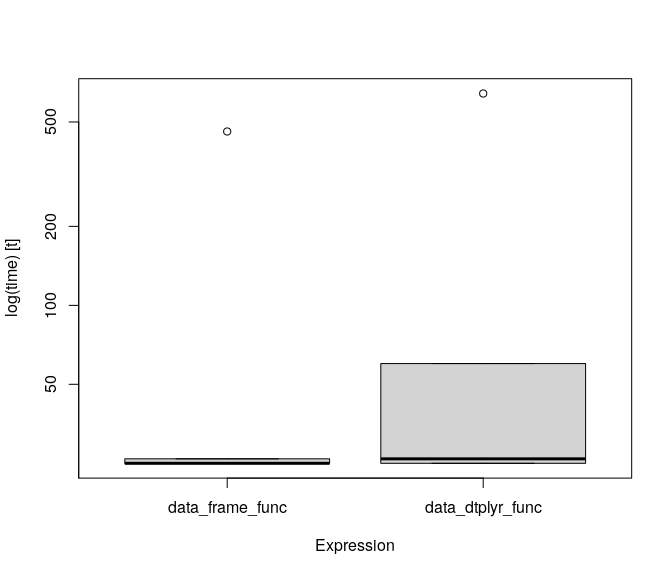 500
200
100
50
log(time) [t]
data_frame_func
data_dtplyr_func
Expression